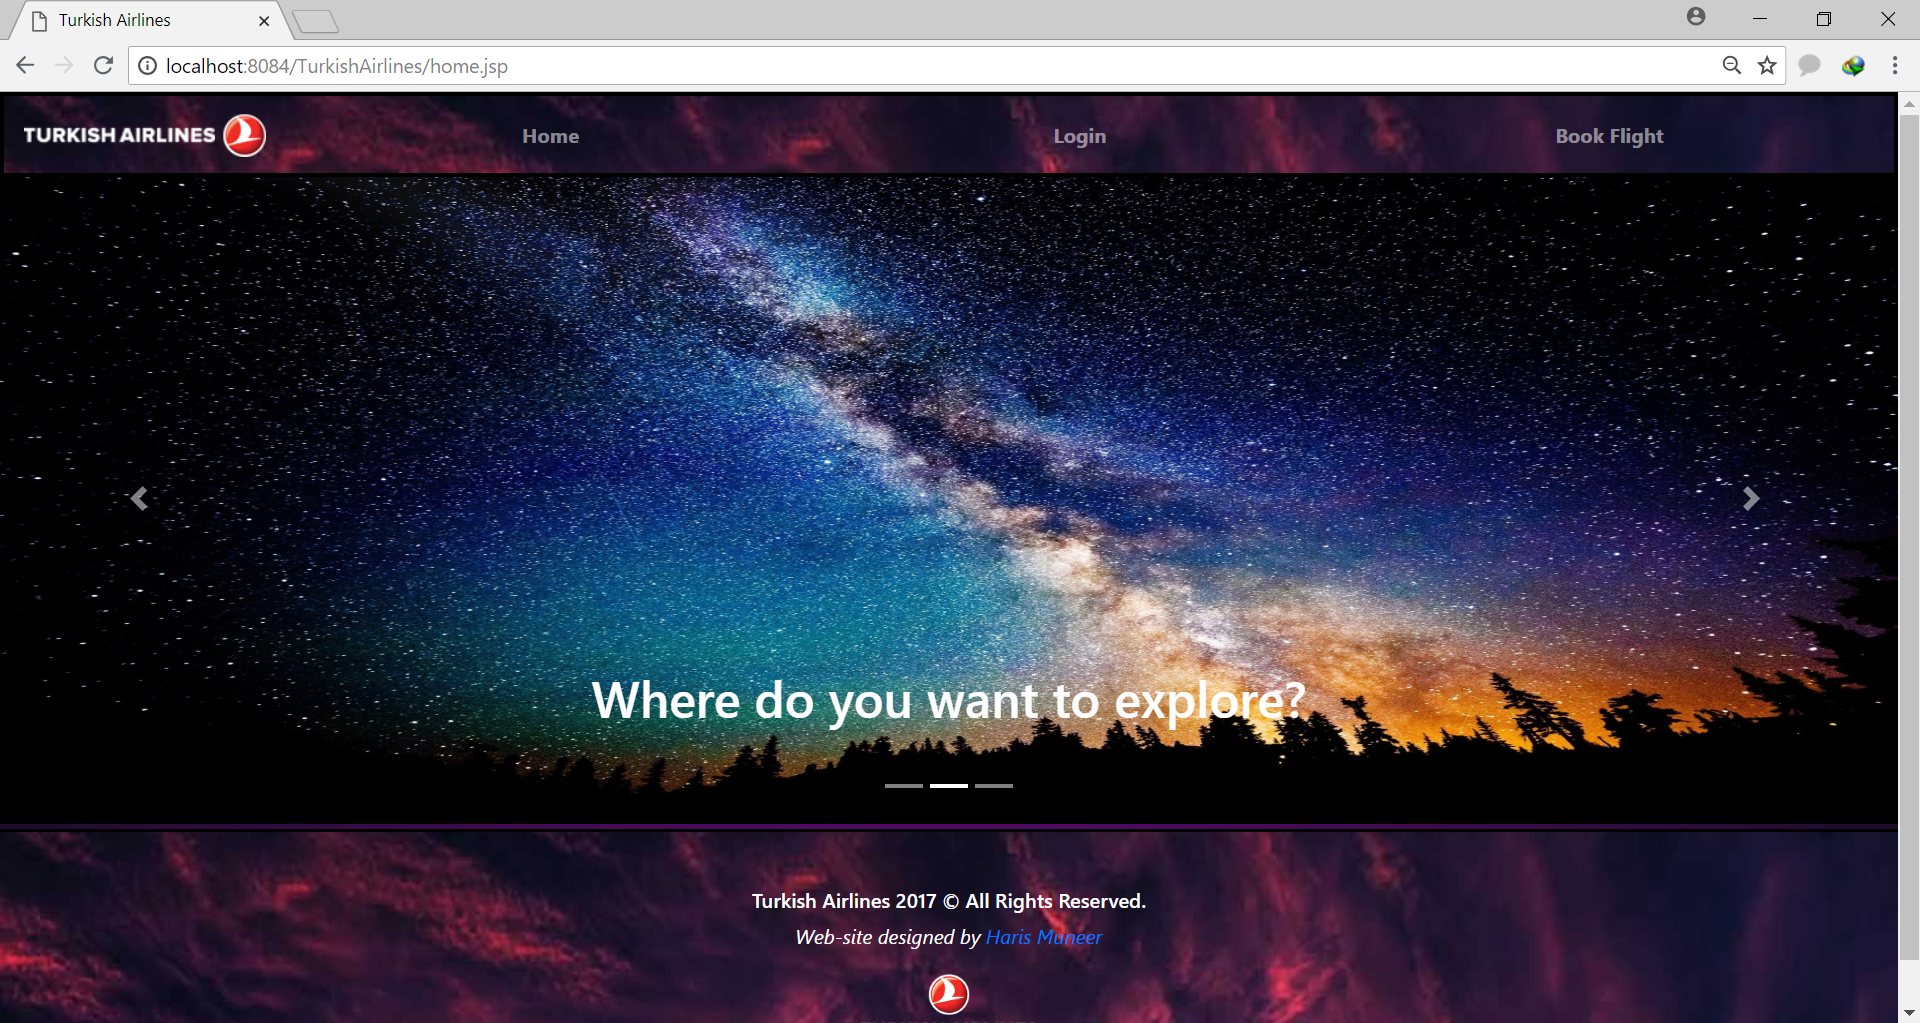 Turkish Airlines
localhost:8084/TurkishAirlines/home.jsp
TURKISH AIRLINES Home Login Book Flight
Where do you want to explore?
Turkish Airlines 2017 © All Rights Reserved.
Web-site designed by Haris Muneer